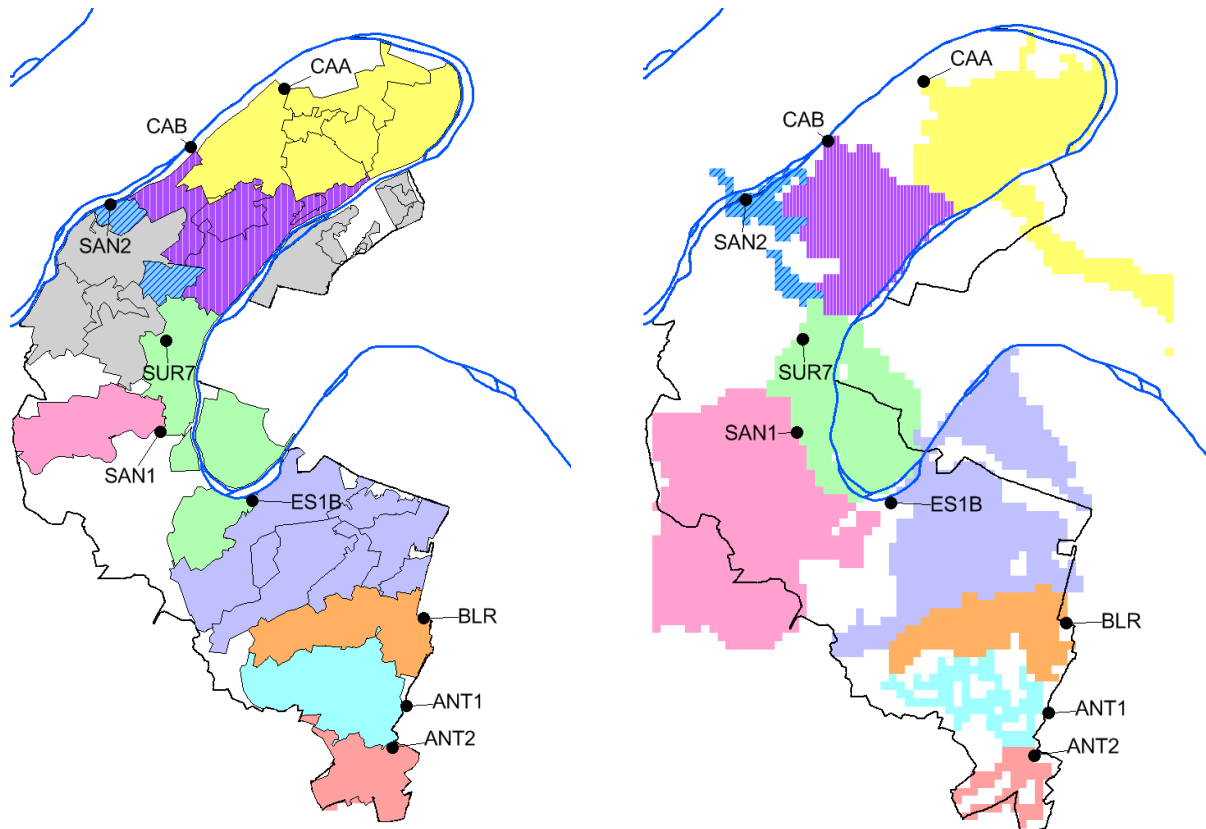 CAA
CAB
SAN2
SUR7
SAN1
ES1B
BLR
ANT1
ANT2
CAA
CAB
SAN2
SUR7
SAN1
ES1B
BLR
ANT1
ANT2